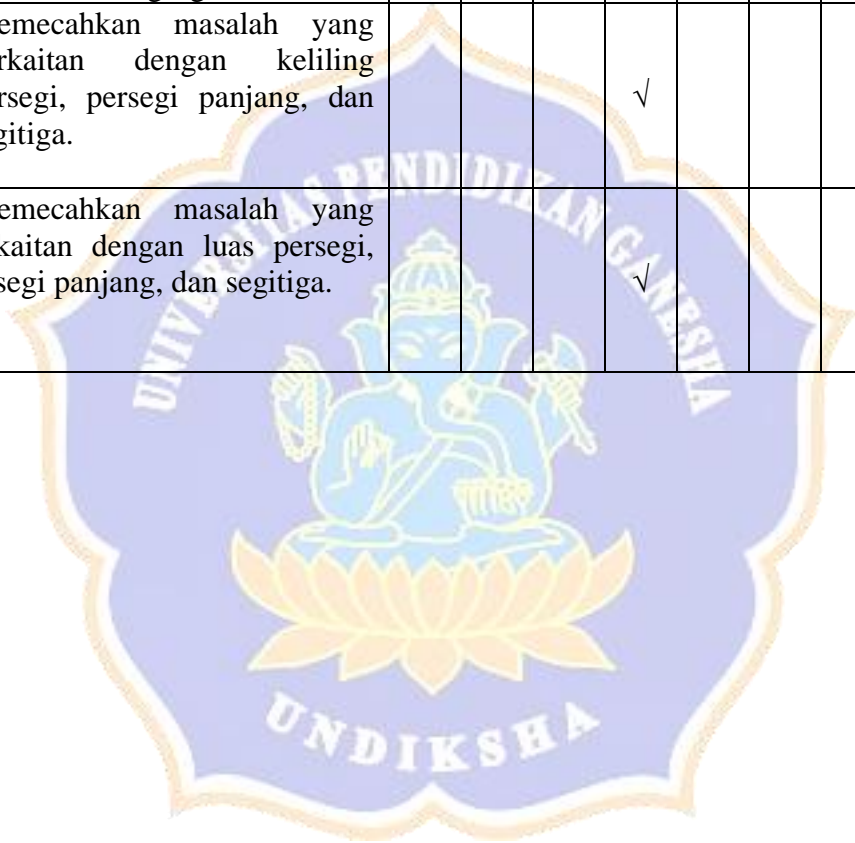 emecahkan masalah yang
rkaitan dengan keliling
rsegi, persegi panjang, dan
gitiga.
√
emecahkan masalah yang
kaitan dengan luas persegi,
segi panjang, dan segitiga.
√
UNIVERSITAS PENDIDIKAN GANESHA
UNDIKSHA